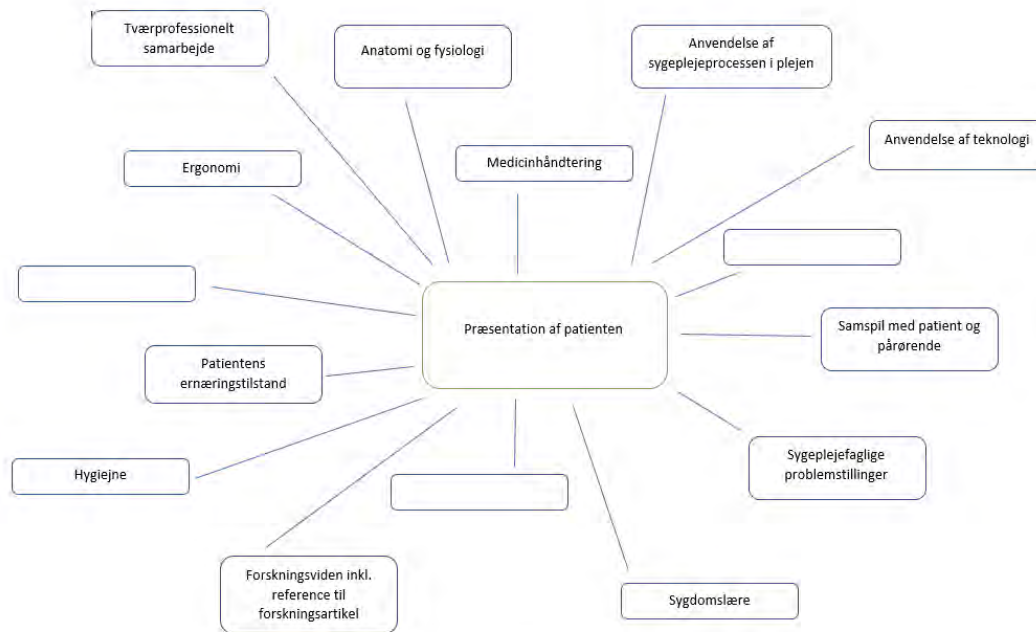 Tværprofessionelt
samarbejde
Anatomi og fysiologi
Anvendelse af
sygeplejeprocessen i plejen
Anvendelse af teknologi
Ergonomi
Medicinhåndtering
Præsentation af patienten
Samspil med patient og
pårørende
Patientens
ernæringstilstand
Sygeplejefaglige
problemstillinger
Hygiejne
Forskningsviden inkl.
reference til
forskningsartikel
Sygdomslære